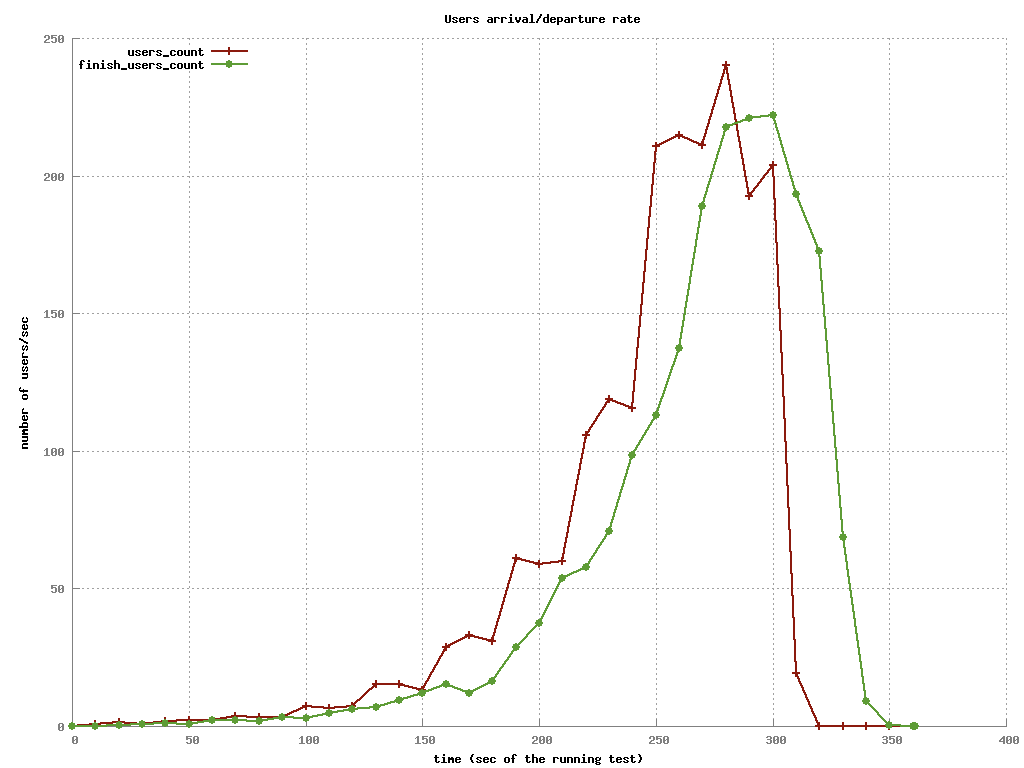 Users arrival/departure rate
250
users_count
finish_users_count
200
150
number of users/sec
100
50
0
0 50 100 150 200 250 300 350 400
time (sec of the running test)